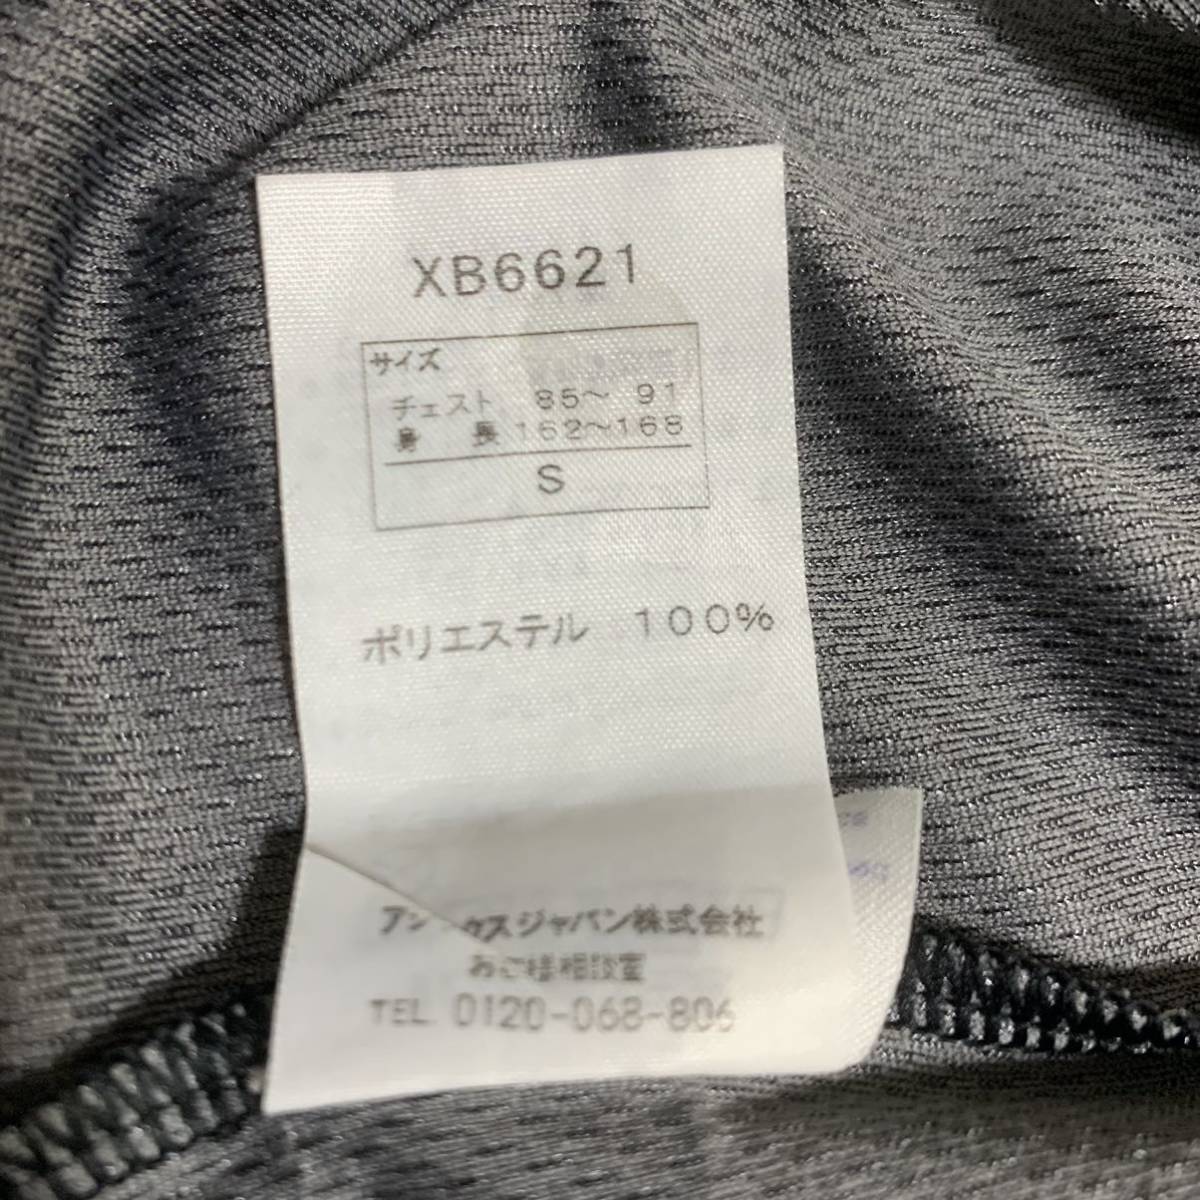 XB6621
サイズ
チェスト 85～ 91
身 長 162～168
S
ポリエステル 100%
クスジャパン株式会社
お客様相談室
TEL 0120-068-806